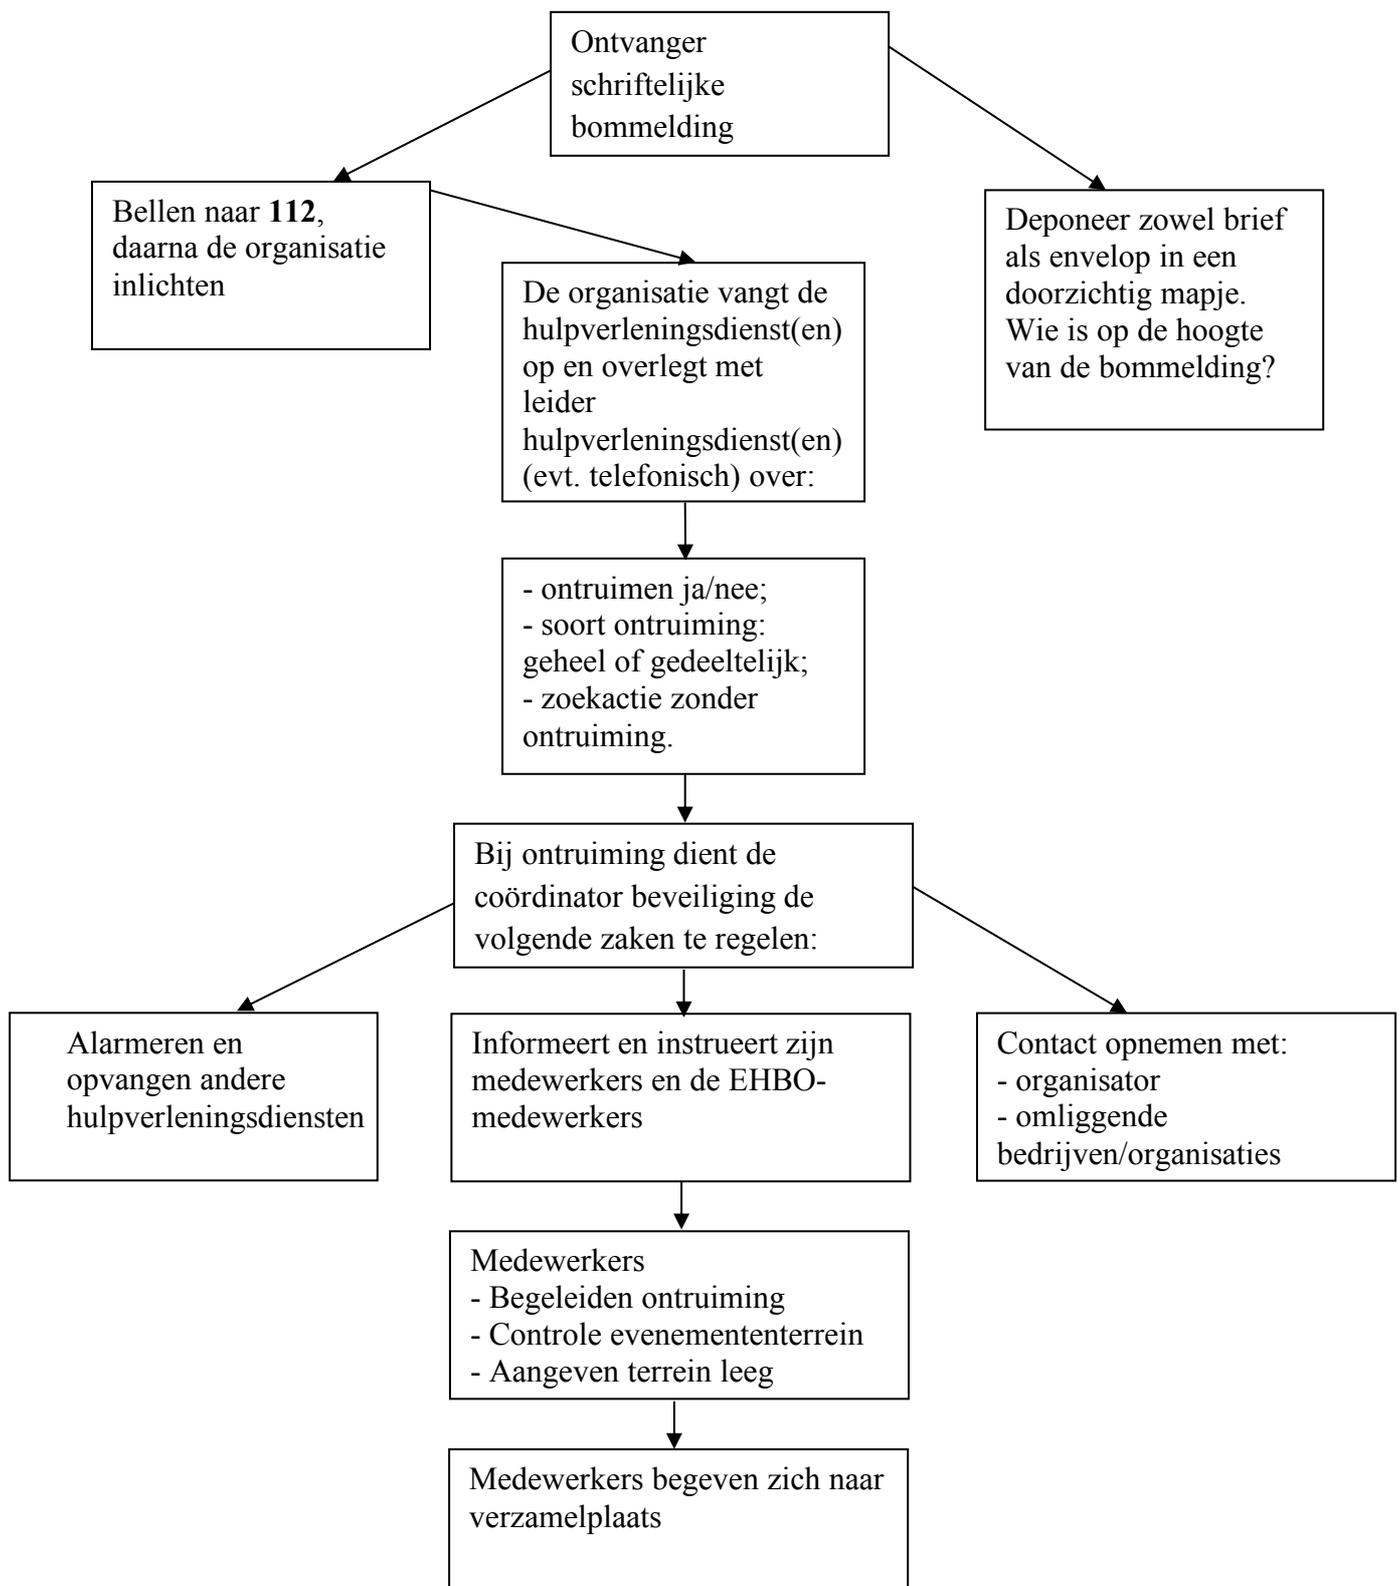 Ontvanger
schriftelijke
bommelding
Bellen naar 112,
daarna de organisatie
inlichten
Deponeer zowel brief
als envelop in een
doorzichtig mapje.
Wie is op de hoogte
van de bommelding?
De organisatie vangt de
hulpverleningsdienst(en)
op en overlegt met
leider
hulpverleningsdienst(en)
(evt. telefonisch) over:
- ontruimen ja/nee;
- soort ontruiming:
geheel of gedeeltelijk;
- zoekactie zonder
ontruiming.
Bij ontruiming dient de
coördinator beveiliging de
volgende zaken te regelen:
Alarmeren en
opvangen andere
hulpverleningsdiensten
Informeert en instrueert zijn
medewerkers en de EHBO-
medewerkers
Contact opnemen met:
- organisator
- omliggende
bedrijven/organisaties
Medewerkers
- Begeleiden ontruiming
- Controle evenemententerrein
- Aangeven terrein leeg
Medewerkers begeven zich naar
verzamelplaats